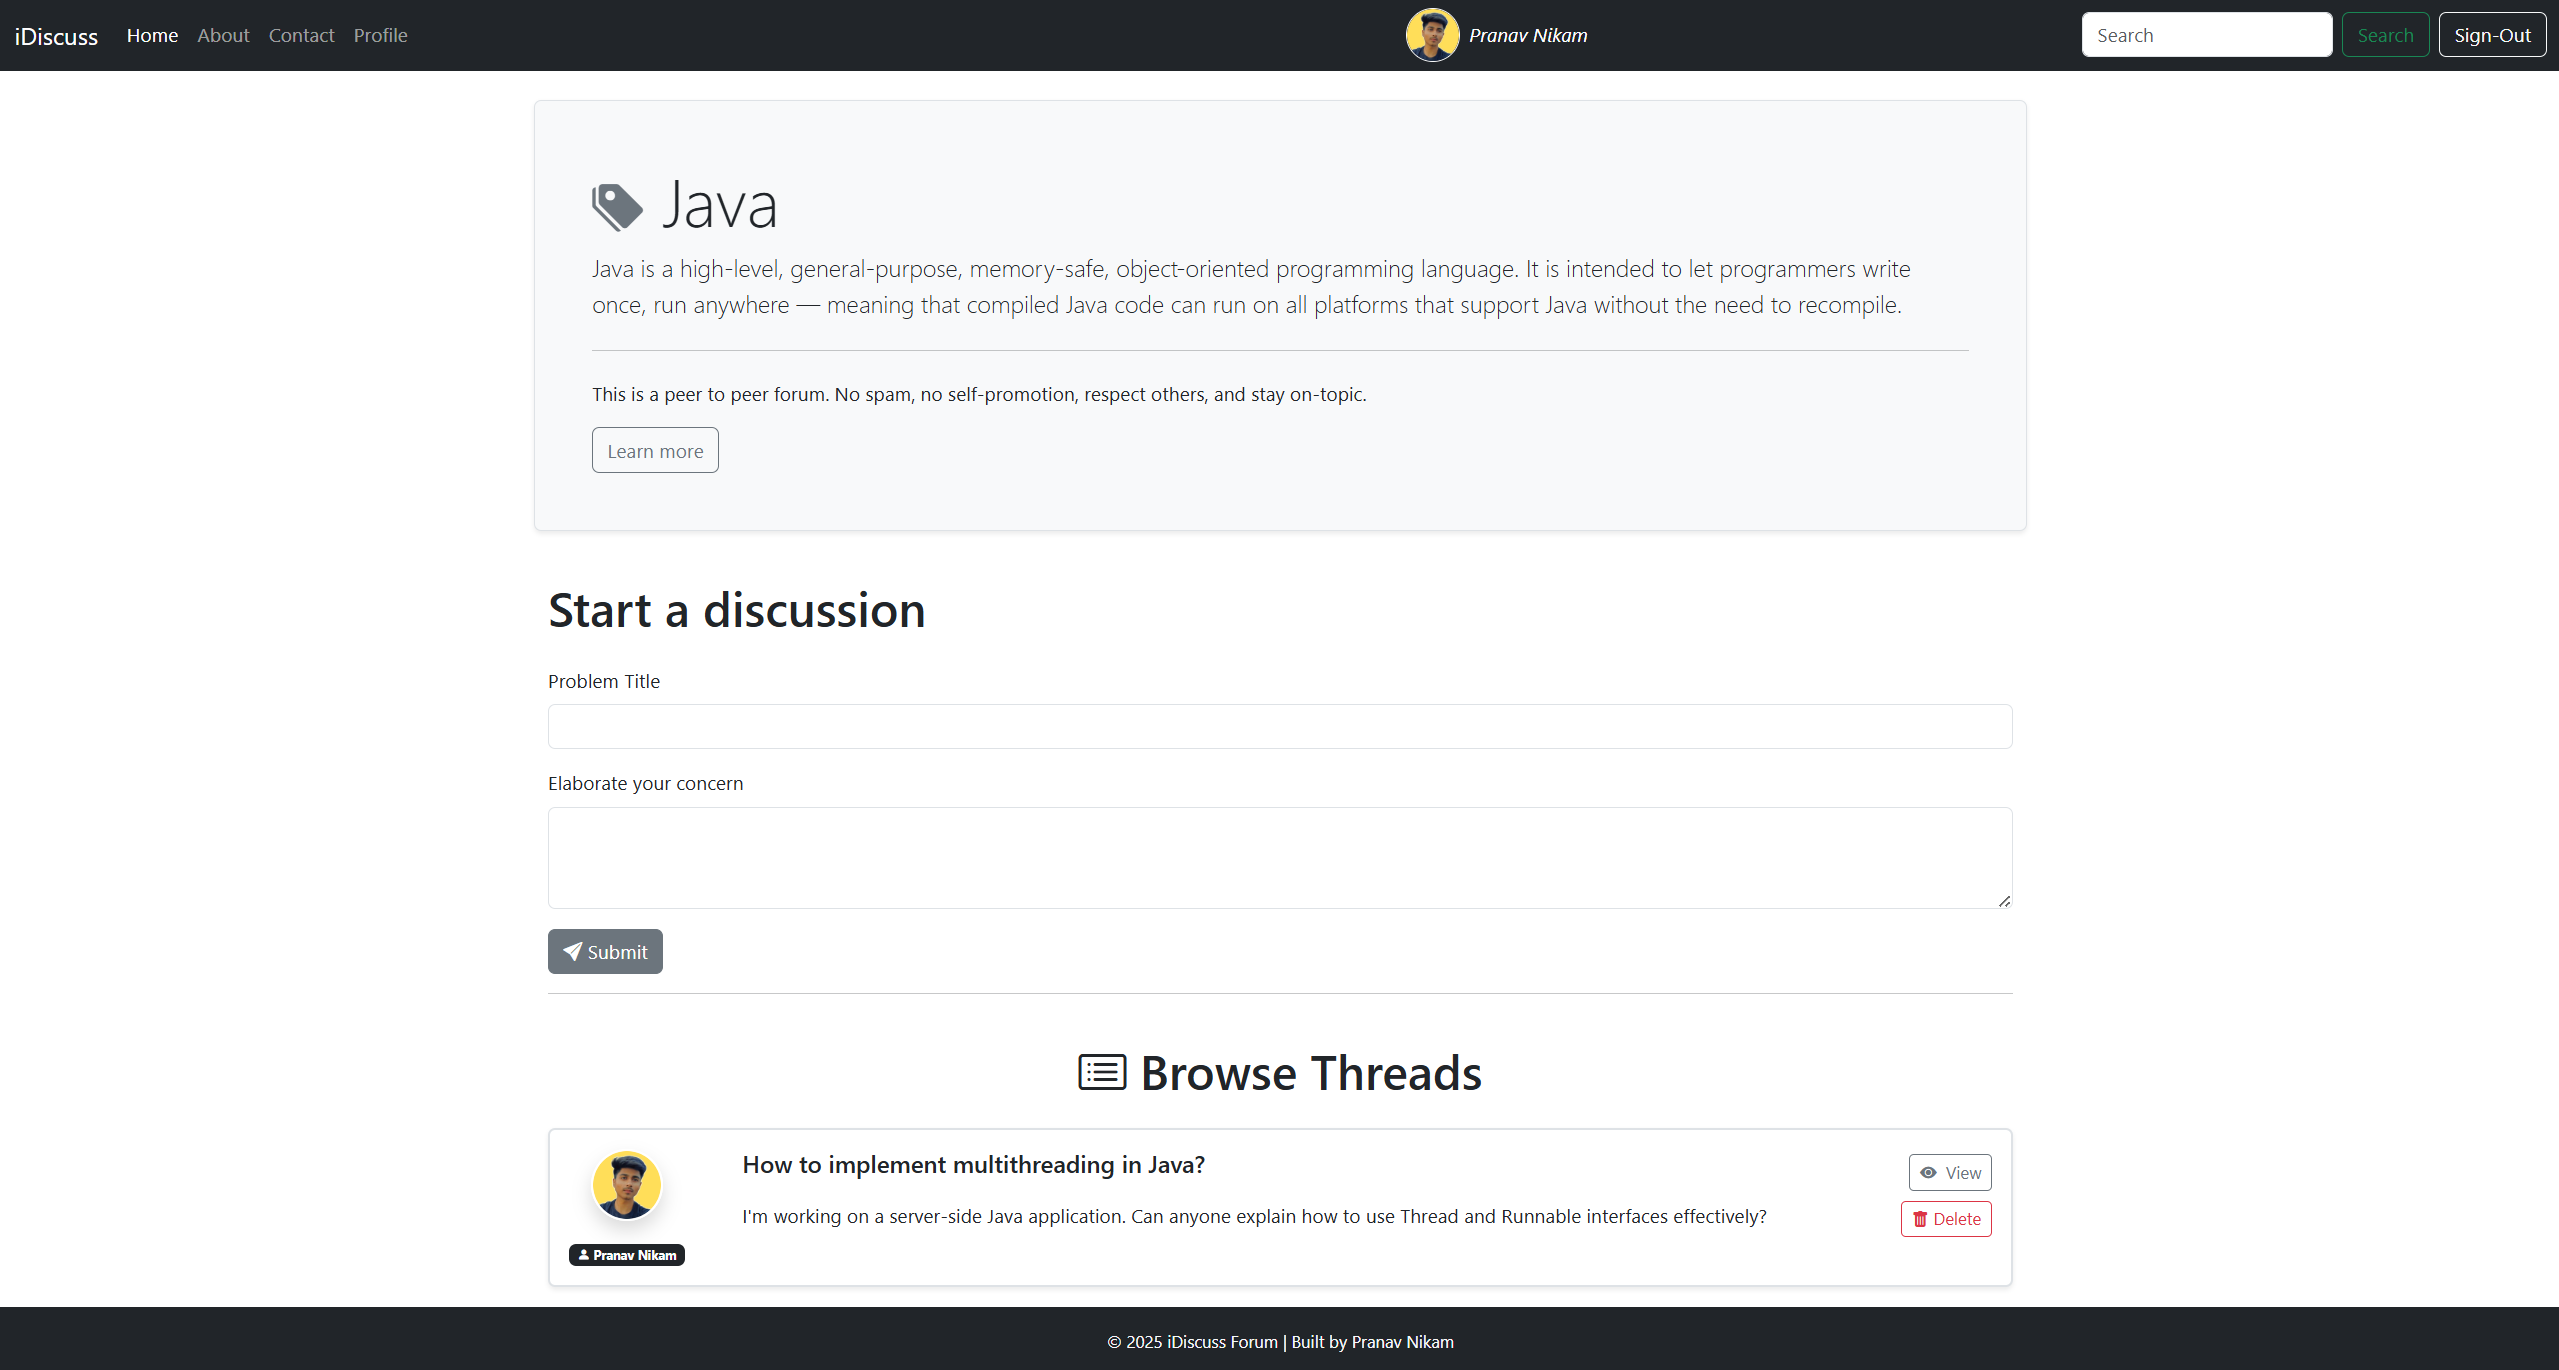 iDiscuss Home About Contact Profile Pranav Nikam Search Search Sign-Out
Java
Java is a high-level, general-purpose, memory-safe, object-oriented programming language. It is intended to let programmers write
once, run anywhere — meaning that compiled Java code can run on all platforms that support Java without the need to recompile.
This is a peer to peer forum. No spam, no self-promotion, respect others, and stay on-topic.
Learn more
Start a discussion
Problem Title
Elaborate your concern
Submit
Browse Threads
How to implement multithreading in Java?
View
I'm working on a server-side Java application. Can anyone explain how to use Thread and Runnable interfaces effectively?
Delete
Pranav Nikam
© 2025 iDiscuss Forum | Built by Pranav Nikam